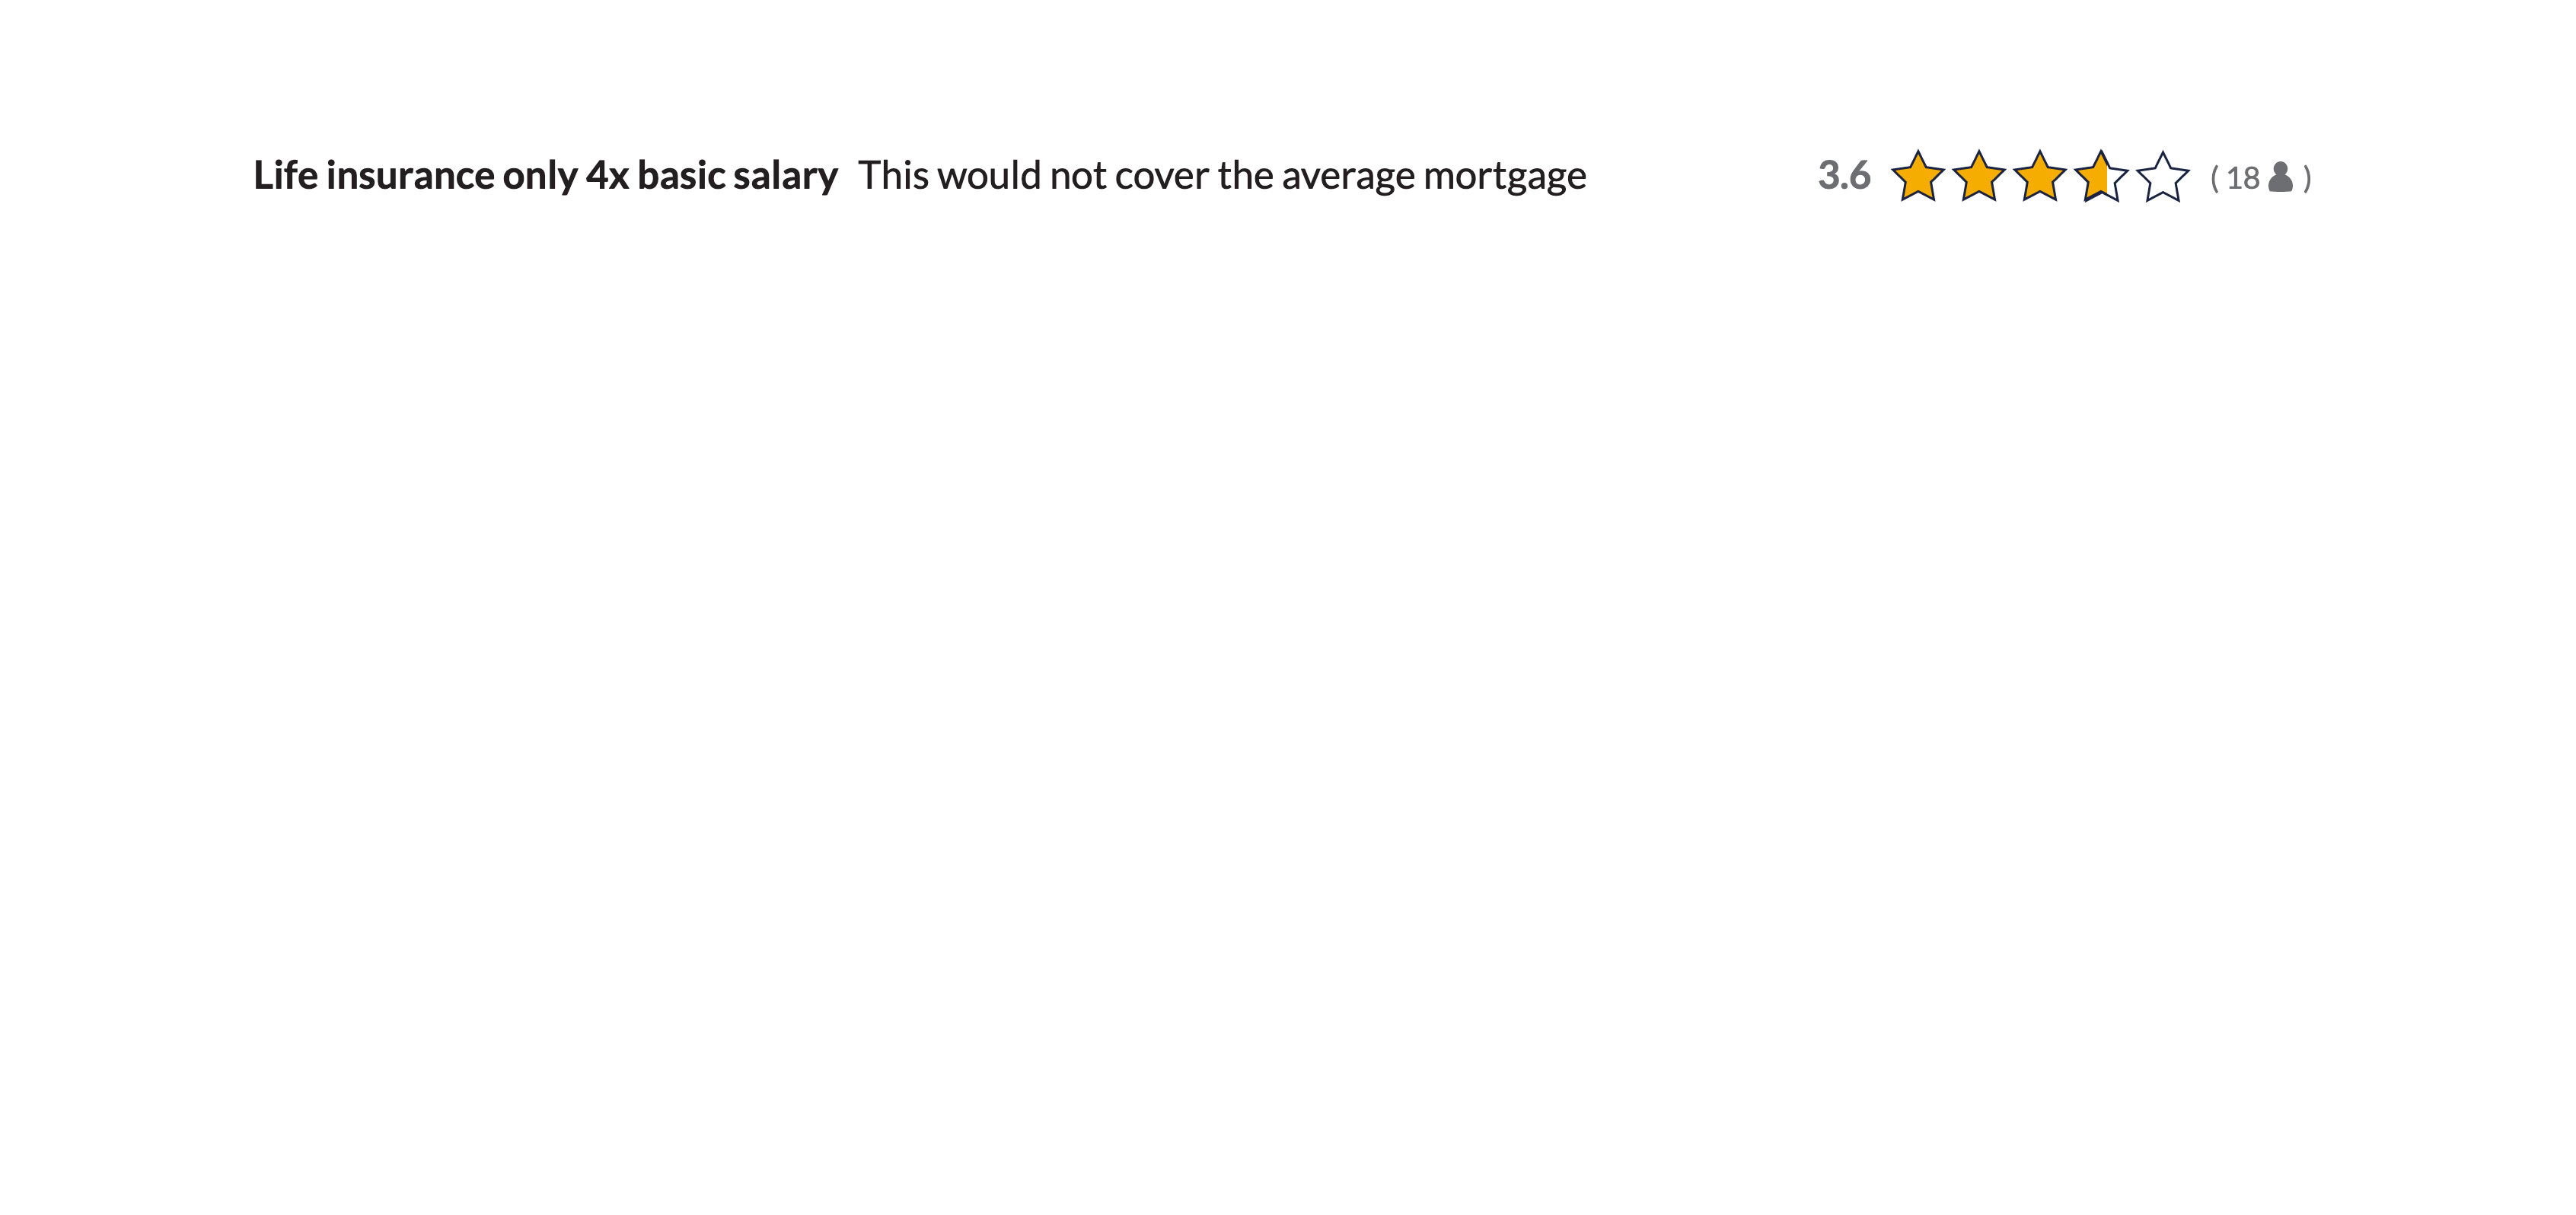 Life insurance only 4x basic salary This would not cover the average mortgage 3.6 (18)